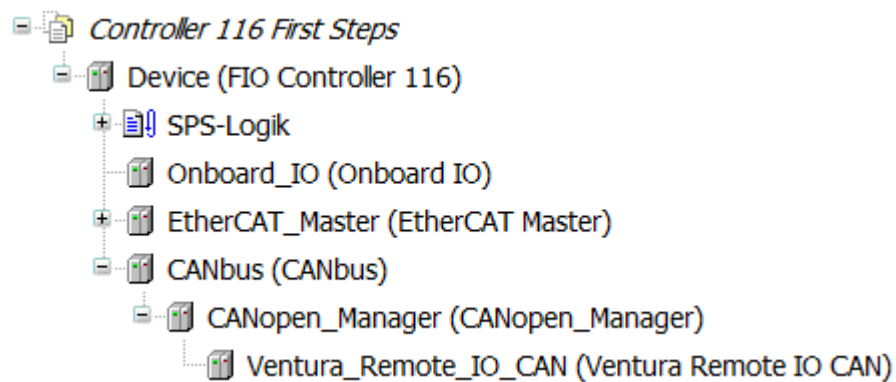 Controller 116 First Steps
Device (FIO Controller 116)
SPS-Logik
Onboard_IO (Onboard IO)
EtherCAT_Master (EtherCAT Master)
CANbus (CANbus)
CANopen_Manager (CANopen_Manager)
Ventura_Remote_IO_CAN (Ventura Remote IO CAN)